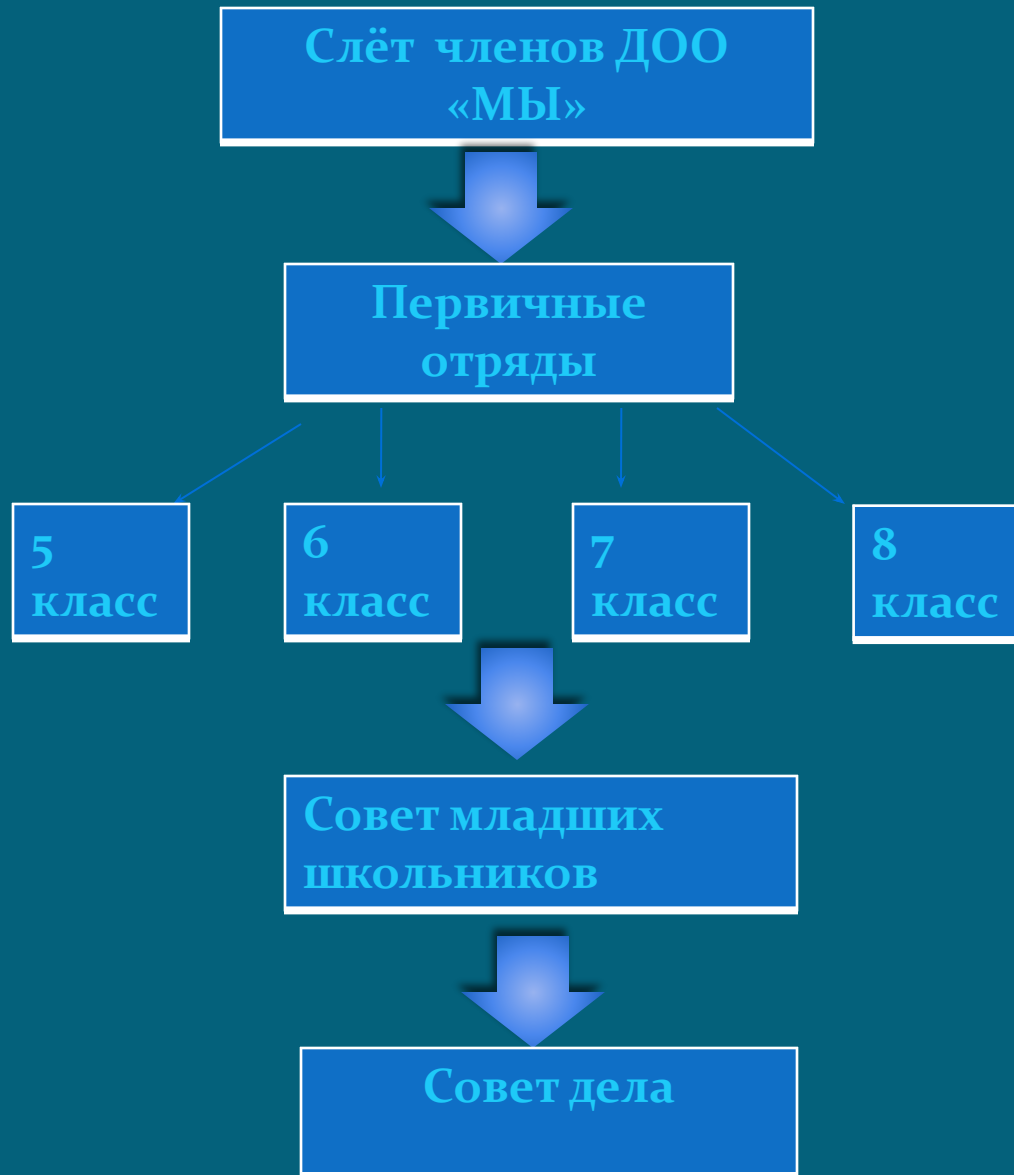 Слёт членов ДОО
«МЫ»
Первичные
отряды
5
класс
6
класс
7
класс
8
класс
Совет младших
школьников
Совет дела